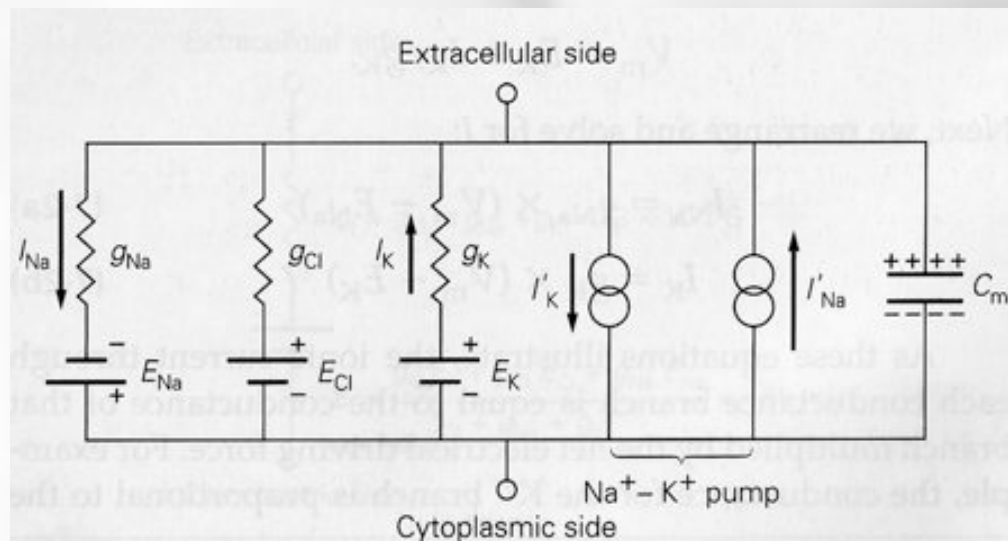 Extracellular side
I_Na g_Na g_Cl I_K g_K I'_K I'_Na + + + + C_m
− + + − − − −
E_Na E_Cl E_K
+ − −
Na⁺–K⁺ pump
Cytoplasmic side
Next, we rearrange and solve for I:
As these equations illustrate, the ionic current through
each conductance branch is equal to the conductance of that
branch multiplied by the net electrical driving force. For exam-
ple, the conductance for the K⁺ branch is proportional to the